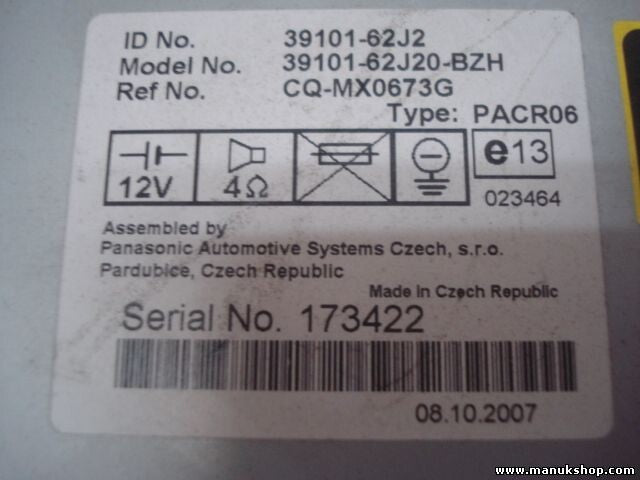 ID No. 39101-62J2
Model No. 39101-62J20-BZH
Ref No. CQ-MX0673G
Type: PACR06
12V 4Ω e13
023464
Assembled by
Panasonic Automotive Systems Czech, s.r.o.
Pardubice, Czech Republic
Made in Czech Republic
Serial No. 173422
08.10.2007
www.manukshop.com